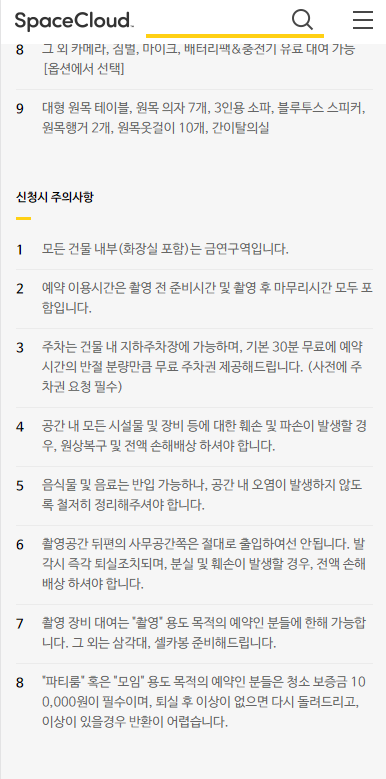 SpaceCloud
8 그 외 카메라, 짐벌, 마이크, 배터리팩&충전기 유료 대여 가능
[옵션에서 선택]
9 대형 원목 테이블, 원목 의자 7개, 3인용 소파, 블루투스 스피커,
원목행거 2개, 원목옷걸이 10개, 간이탈의실
신청시 주의사항
1 모든 건물 내부(화장실 포함)는 금연구역입니다.
2 예약 이용시간은 촬영 전 준비시간 및 촬영 후 마무리시간 모두 포
함입니다.
3 주차는 건물 내 지하주차장에 가능하며, 기본 30분 무료에 예약
시간의 반절 분량만큼 무료 주차권 제공해드립니다. (사전에 주
차권 요청 필수)
4 공간 내 모든 시설물 및 장비 등에 대한 훼손 및 파손이 발생할 경
우, 원상복구 및 전액 손해배상 하셔야 합니다.
5 음식물 및 음료는 반입 가능하나, 공간 내 오염이 발생하지 않도
록 철저히 정리해주셔야 합니다.
6 촬영공간 뒤편의 사무공간쪽은 절대로 출입하여선 안됩니다. 발
각시 즉각 퇴실조치되며, 분실 및 훼손이 발생할 경우, 전액 손해
배상 하셔야 합니다.
7 촬영 장비 대여는 "촬영" 용도 목적의 예약인 분들에 한해 가능합
니다. 그 외는 삼각대, 셀카봉 준비해드립니다.
8 "파티룸" 혹은 "모임" 용도 목적의 예약인 분들은 청소 보증금 10
0,000원이 필수이며, 퇴실 후 이상이 없으면 다시 돌려드리고,
이상이 있을경우 반환이 어렵습니다.